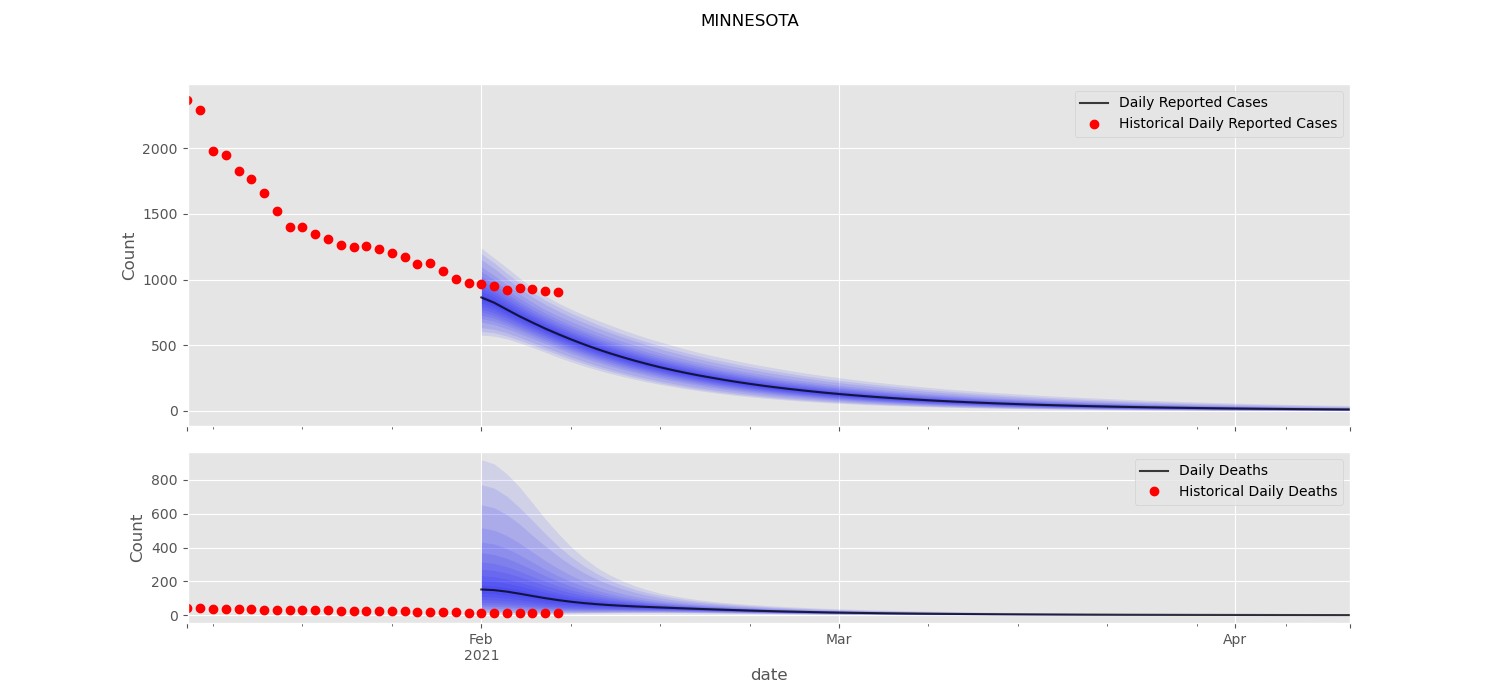 MINNESOTA
Daily Reported Cases
Historical Daily Reported Cases
2000
1500
1000
500
0
Count
Daily Deaths
Historical Daily Deaths
800
600
400
200
0
Count
Feb
2021
Mar
Apr
date